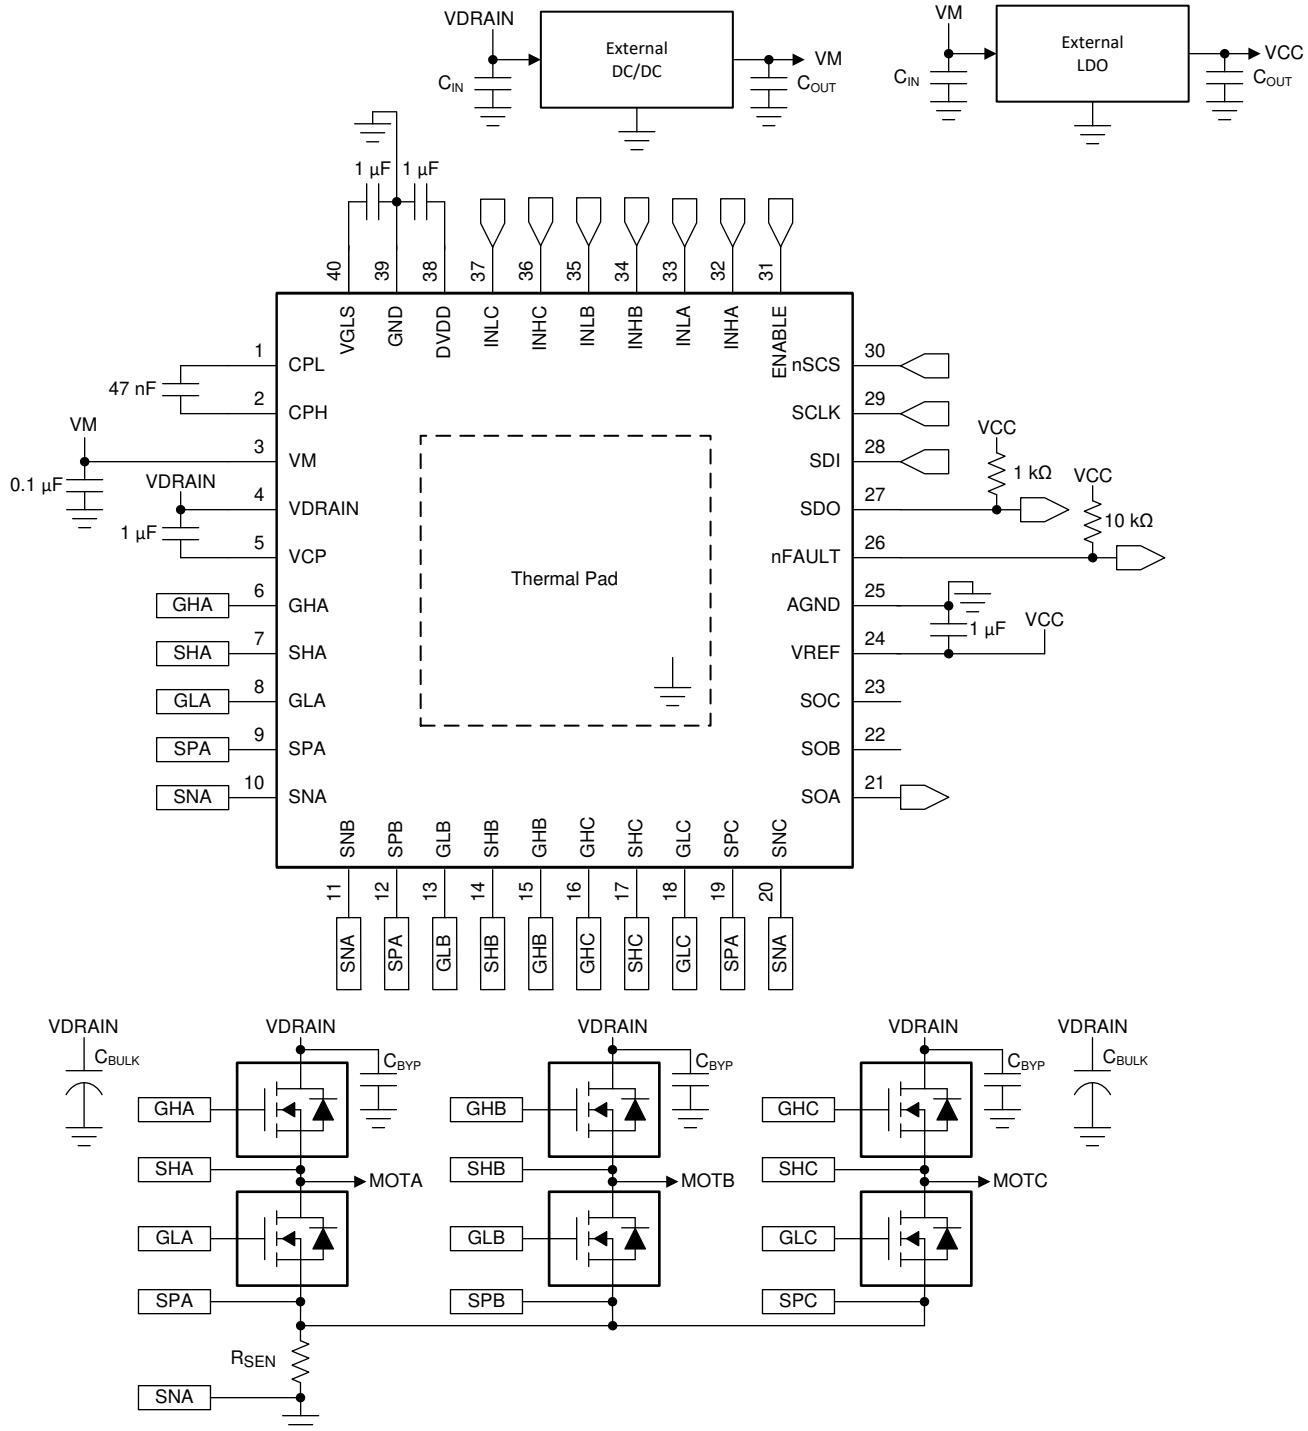 VDRAIN
External
DC/DC
VM
CIN
COUT
VM
External
LDO
VCC
CIN
COUT
1 µF
1 µF
40
39
38
37
36
35
34
33
32
31
VGLS
GND
DVDD
INLC
INHC
INLB
INHB
INLA
INHA
ENABLE
1
CPL
47 nF
2
CPH
VM
3
VM
0.1 µF
VDRAIN
4
VDRAIN
1 µF
5
VCP
GHA
6
GHA
SHA
7
SHA
GLA
8
GLA
SPA
9
SPA
SNA
10
SNA
Thermal Pad
nSCS
30
SCLK
29
SDI
28
VCC
1 kΩ
SDO
27
VCC
10 kΩ
nFAULT
26
AGND
25
1 µF
VCC
VREF
24
SOC
23
SOB
22
SOA
21
SNB
SPB
GLB
SHB
GHB
GHC
SHC
GLC
SPC
SNC
11
12
13
14
15
16
17
18
19
20
SNA
SPA
GLB
SHB
GHB
GHC
SHC
GLC
SPA
SNA
VDRAIN
CBULK
VDRAIN
CBYP
GHA
SHA
MOTA
GLA
SPA
RSEN
SNA
VDRAIN
CBYP
GHB
SHB
MOTB
GLB
SPB
VDRAIN
CBYP
GHC
SHC
MOTC
GLC
SPC
VDRAIN
CBULK